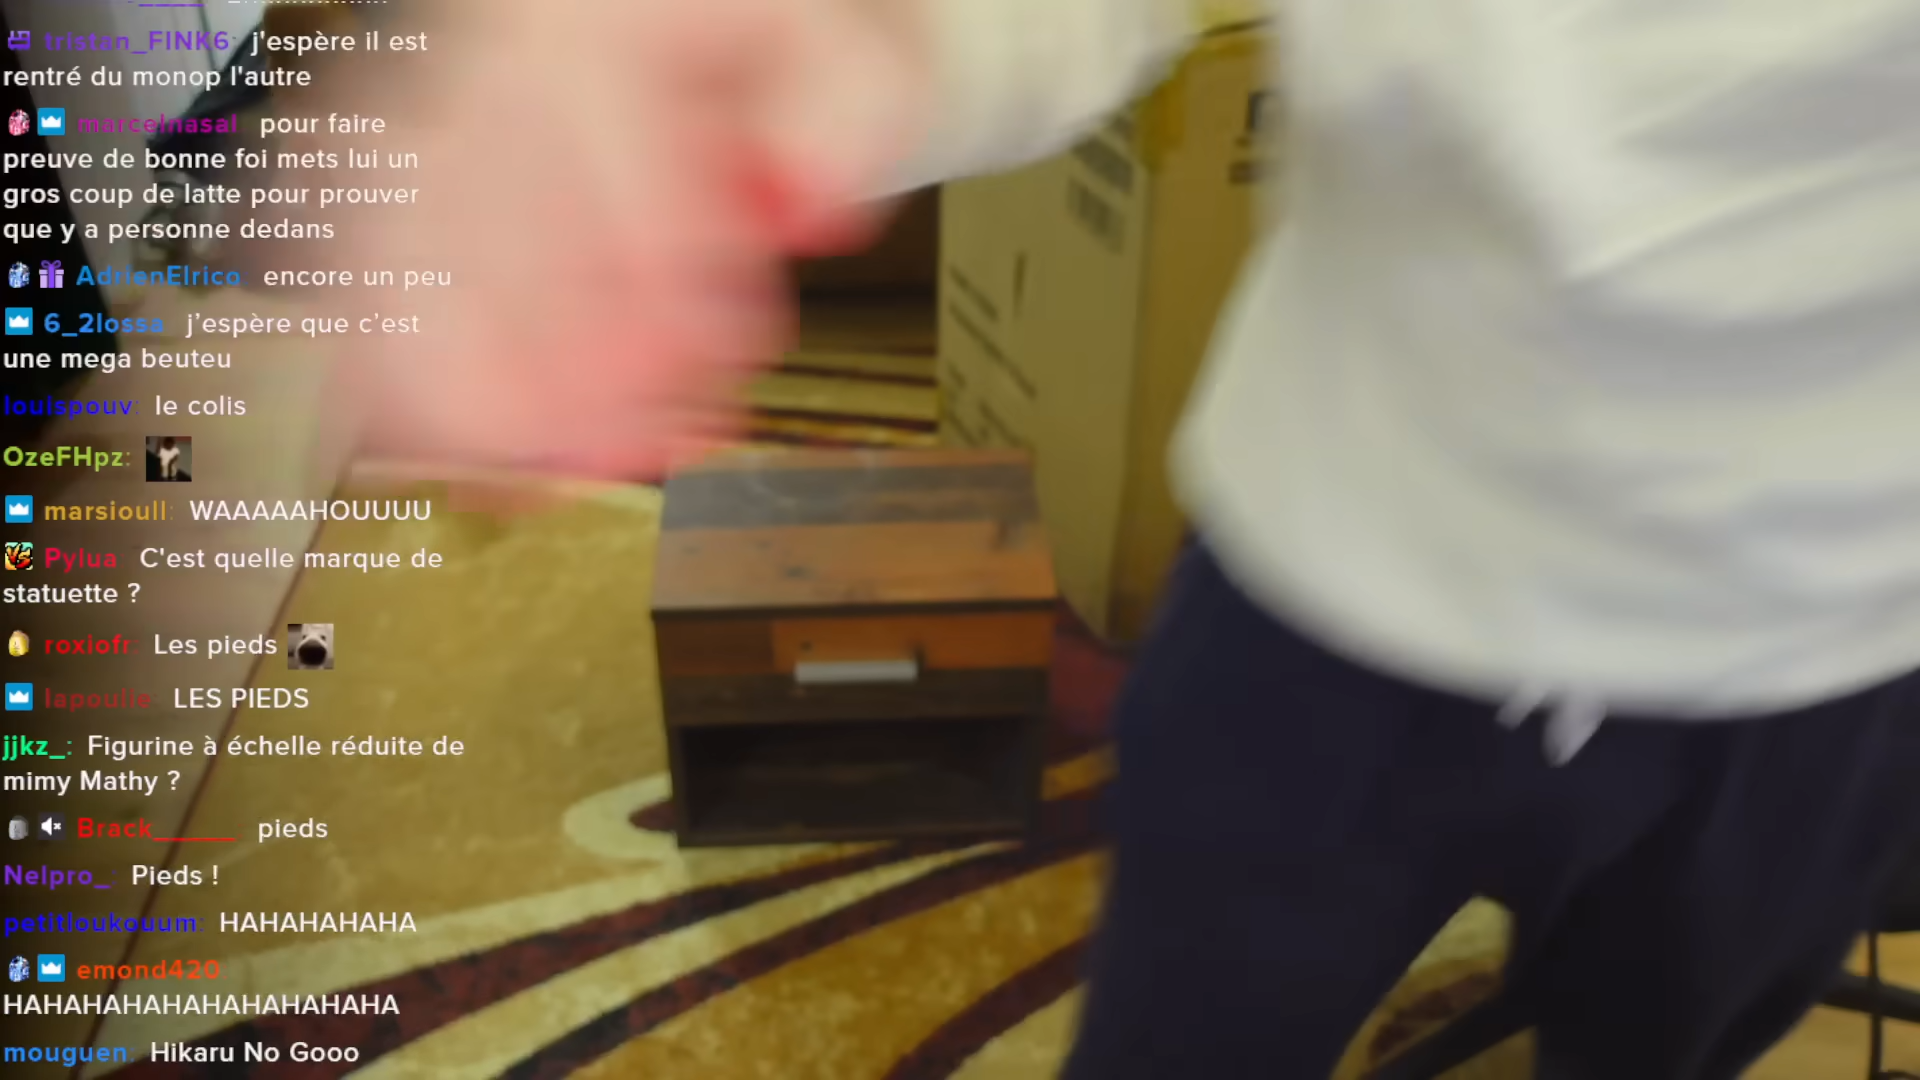 tristan_FINK6: j'espère il est
rentré du monop l'autre
marcelnasal: pour faire
preuve de bonne foi mets lui un
gros coup de latte pour prouver
que y a personne dedans
AdrienElrico: encore un peu
6_2lossa: j’espère que c’est
une mega beuteu
louispouv: le colis
OzeFHpz:
marsioull: WAAAAAHOUUUU
Pylua: C'est quelle marque de
statuette ?
roxiofr: Les pieds
lapoulie: LES PIEDS
jjkz_: Figurine à échelle réduite de
mimy Mathy ?
Brack______: pieds
Nelpro_: Pieds !
petitloukouum: HAHAHAHAHA
emond420:
HAHAHAHAHAHAHAHAHAHA
mouguen: Hikaru No Gooo